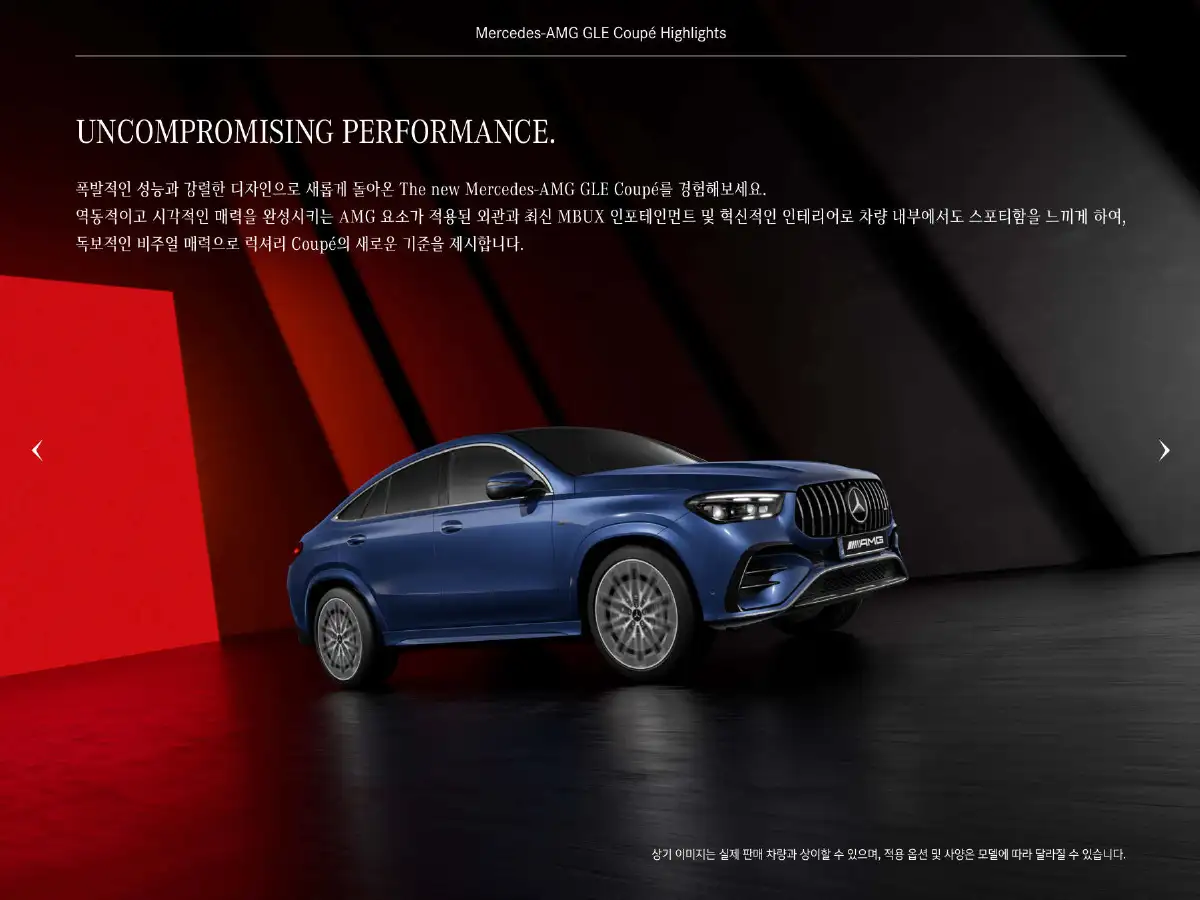 Mercedes-AMG GLE Coupé Highlights
UNCOMPROMISING PERFORMANCE.
폭발적인 성능과 강렬한 디자인으로 새롭게 돌아온 The new Mercedes-AMG GLE Coupé를 경험해보세요.
역동적이고 시각적인 매력을 완성시키는 AMG 요소가 적용된 외관과 최신 MBUX 인포테인먼트 및 혁신적인 인테리어로 차량 내부에서도 스포티함을 느끼게 하여,
독보적인 비주얼 매력으로 럭셔리 Coupé의 새로운 기준을 제시합니다.
AMG
상기 이미지는 실제 판매 차량과 상이할 수 있으며, 적용 옵션 및 사양은 모델에 따라 달라질 수 있습니다.